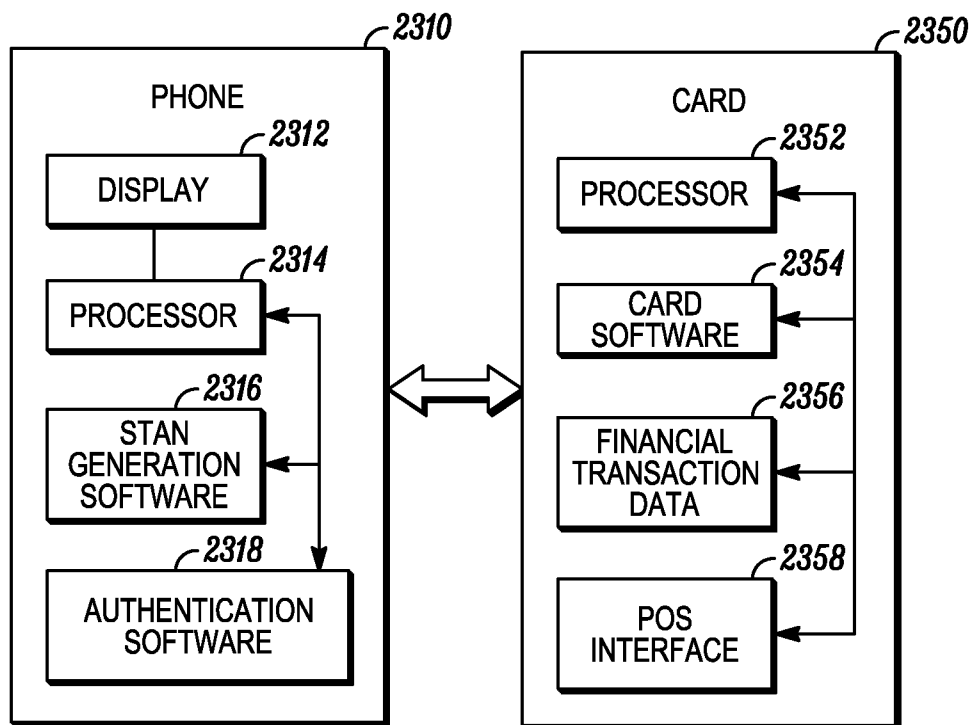 2310
PHONE
2312
DISPLAY
2314
PROCESSOR
2316
STAN
GENERATION
SOFTWARE
2318
AUTHENTICATION
SOFTWARE
2350
CARD
2352
PROCESSOR
2354
CARD
SOFTWARE
2356
FINANCIAL
TRANSACTION
DATA
2358
POS
INTERFACE